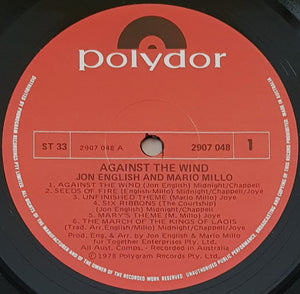 polydor
ST 33
2907 048 A
2907 048
1
AGAINST THE WIND
JON ENGLISH AND MARIO MILLO
1. AGAINST THE WIND (Jon English) Midnight/Chappell
2. SEEDS OF FIRE (English-Millo) Midnight/Chappell/Joye
3. UNFINISHED THEME (Mario Millo) Joye
4. SIX RIBBONS (The Courtship)
(Jon English) Midnight/Chappell
5. MARY'S THEME (M. Millo) Joye
6. THE MARCH OF THE KINGS OF LAOIS
(Trad. Arr. English/Millo) Midnight/Chappell/Joye
Prod, Eng. & Arr. by Jon English & Mario Millo
for Together Enterprises Pty. Ltd.
All Aust. Comps. - Recorded in Australia
℗ 1978 Polygram Records Pty. Ltd.